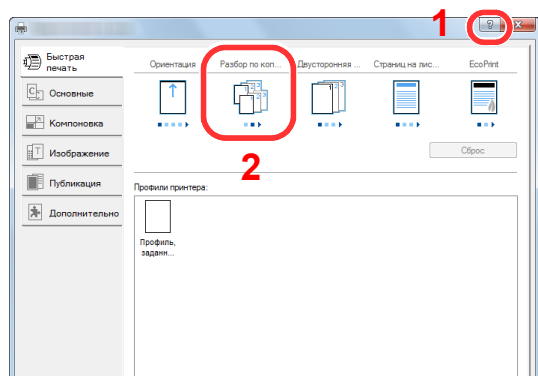 1
?
Быстрая
печать
Основные
Компоновка
Изображение
Публикация
Дополнительно
Ориентация Разбор по коп... Двусторонняя ... Страниц на лис... EcoPrint
2
Сброс
Профили принтера:
Профиль,
заданн...